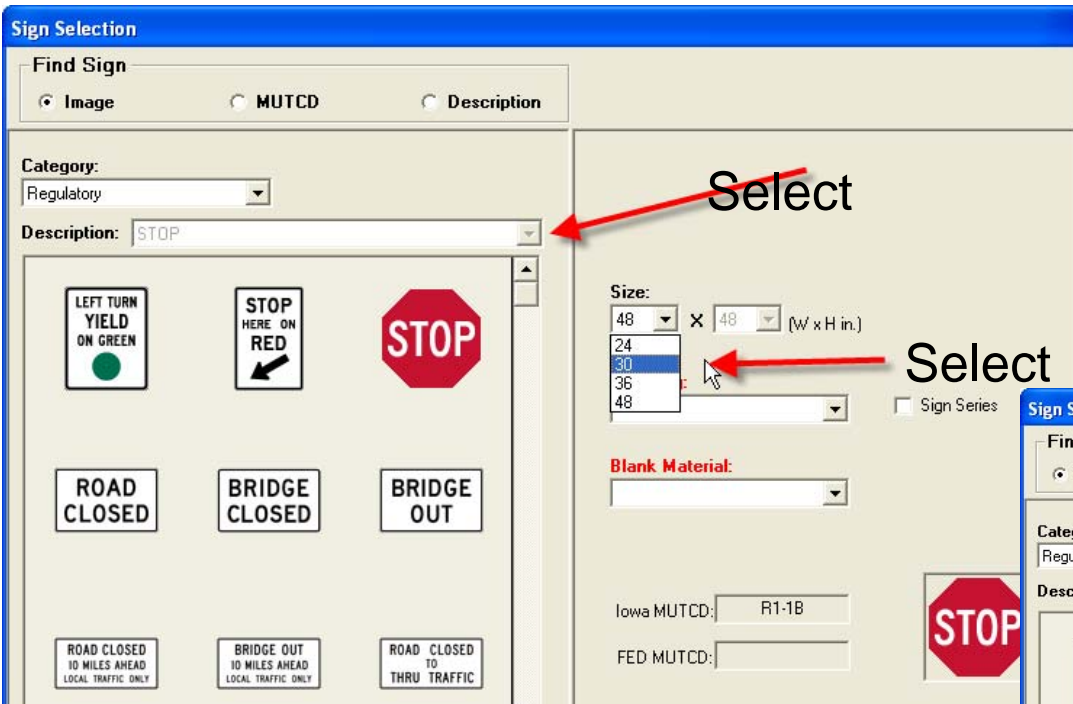 Sign Selection
Find Sign
Image MUTCD Description
Category:
Regulatory
Description: STOP
LEFT TURN
YIELD
ON GREEN
STOP
HERE ON
RED
STOP
ROAD
CLOSED
BRIDGE
CLOSED
BRIDGE
OUT
ROAD CLOSED
10 MILES AHEAD
LOCAL TRAFFIC ONLY
BRIDGE OUT
10 MILES AHEAD
LOCAL TRAFFIC ONLY
ROAD CLOSED
TO
THRU TRAFFIC
Select
Size:
48 X 48 (W x H in.)
24
30
36
48
Select
Sign Series
Blank Material:
Iowa MUTCD: R1-1B
FED MUTCD:
STOP
Sign S
Fin
Cate
Regu
Desc